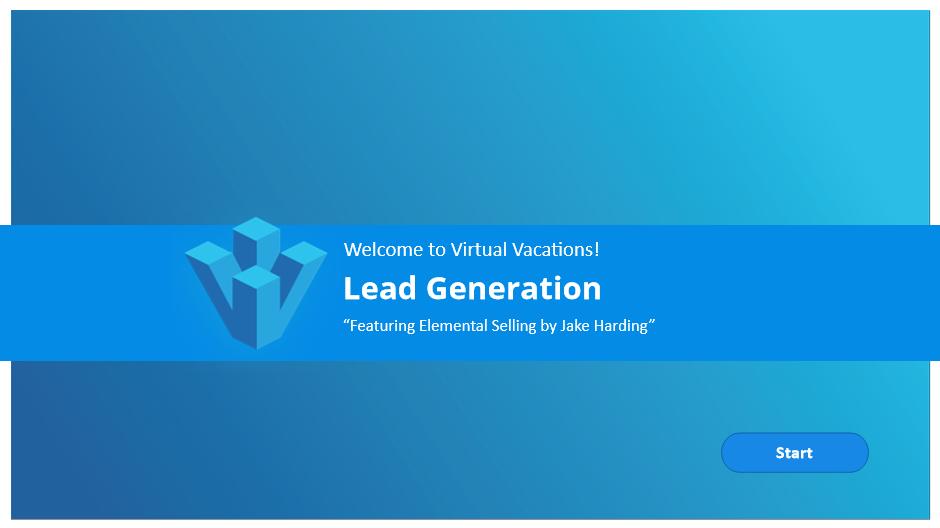 Welcome to Virtual Vacations!
Lead Generation
“Featuring Elemental Selling by Jake Harding”
Start